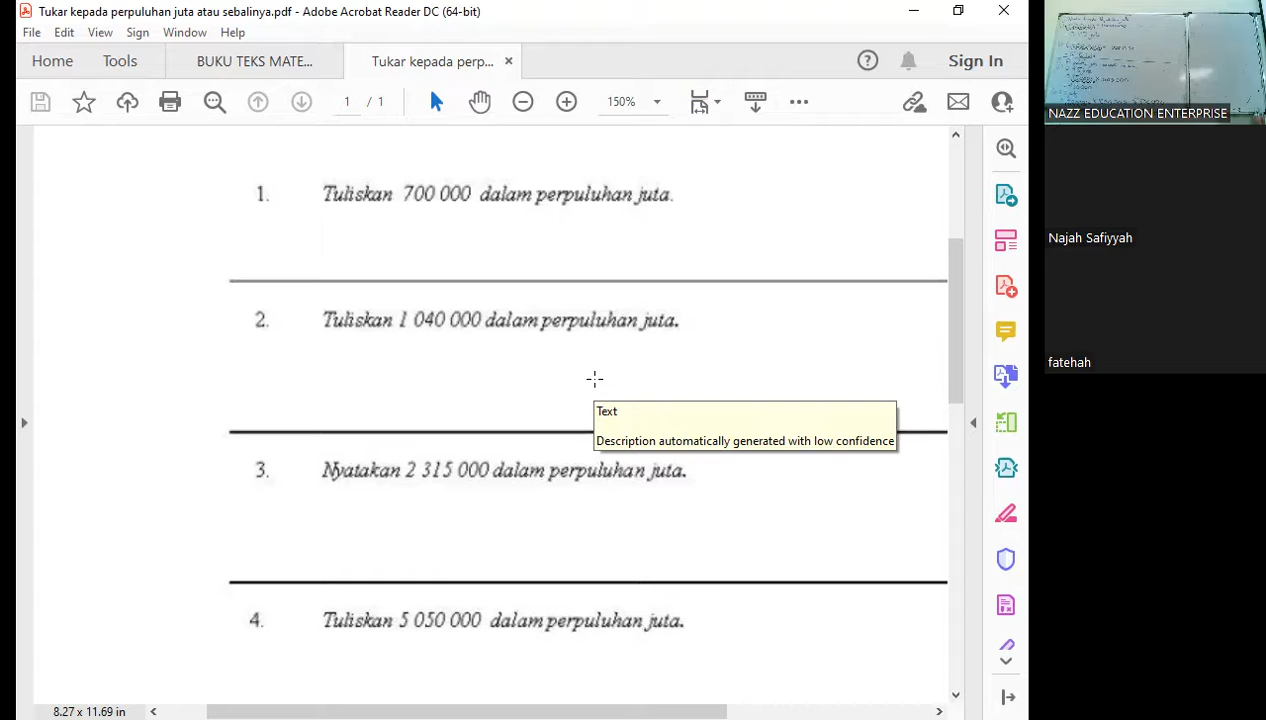 Tukar kepada perpuluhan juta atau sebalinya.pdf - Adobe Acrobat Reader DC (64-bit)
File Edit View Sign Window Help
Home Tools BUKU TEKS MATE... Tukar kepada perp... × Sign In
1 / 1 150%
1. Tuliskan 700 000 dalam perpuluhan juta.
2. Tuliskan 1 040 000 dalam perpuluhan juta.
Text
Description automatically generated with low confidence
3. Nyatakan 2 315 000 dalam perpuluhan juta.
4. Tuliskan 5 050 000 dalam perpuluhan juta.
8.27 x 11.69 in
NAZZ EDUCATION ENTERPRISE
Najah Safiyyah
fatehah